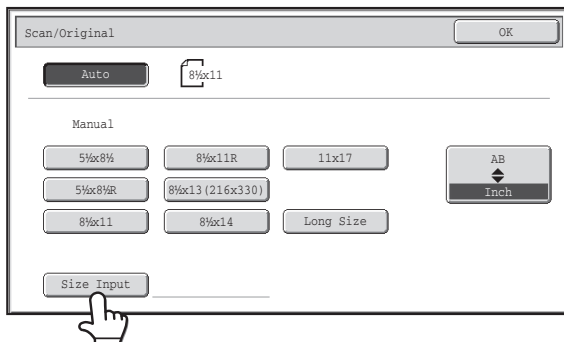 Scan/Original OK
Auto 8½x11
Manual
5½x8½ 8½x11R 11x17
5½x8½R 8½x13(216x330)
8½x11 8½x14 Long Size
AB
Inch
Size Input